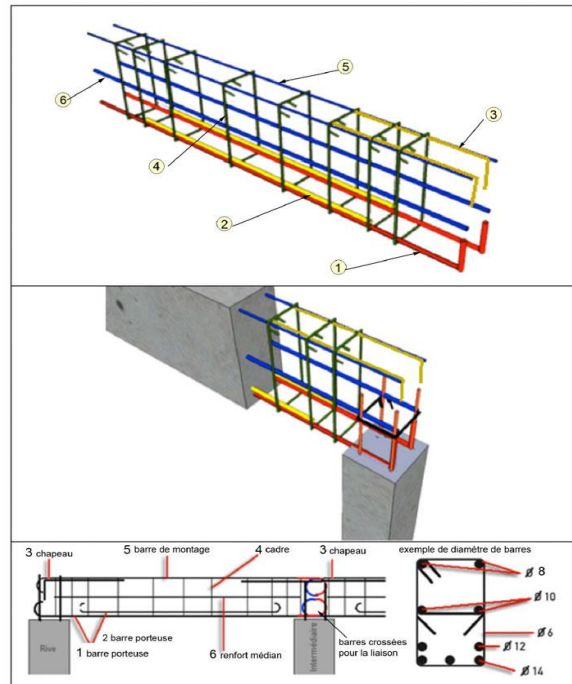 5
3
6
4
2
1
3 chapeau
5 barre de montage
4 cadre
3 chapeau
exemple de diamètre de barres
Ø 8
Ø 10
Ø 6
Ø 12
Ø 14
2 barre porteuse
1 barre porteuse
6 renfort médian
barres crossées
pour la liaison
Rive
Intermédiaire